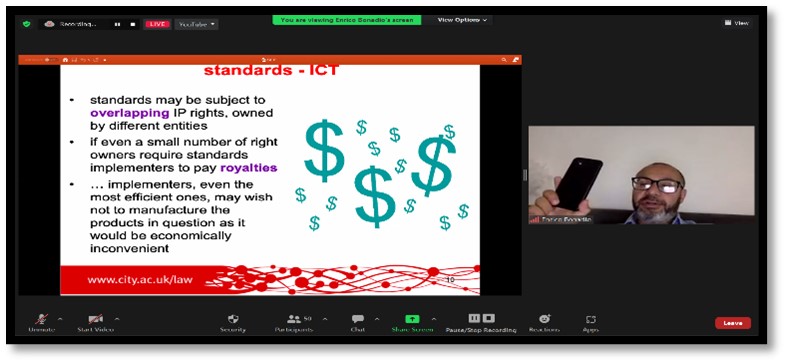 Recording...
LIVE
YouTube
You are viewing Enrico Bonadio's screen
View Options
View
standards - ICT
• standards may be subject to
overlapping IP rights, owned
by different entities
• if even a small number of right
owners require standards
implementers to pay royalties
• ... implementers, even the
most efficient ones, may wish
not to manufacture the
products in question as it
would be economically
inconvenient
$ $ $ $ $ $ $ $ $ $ $ $ $ $
www.city.ac.uk/law
10
Enrico Bonadio
Unmute
Start Video
Security
Participants
50
Chat
Share Screen
Pause/Stop Recording
Reactions
Apps
Leave